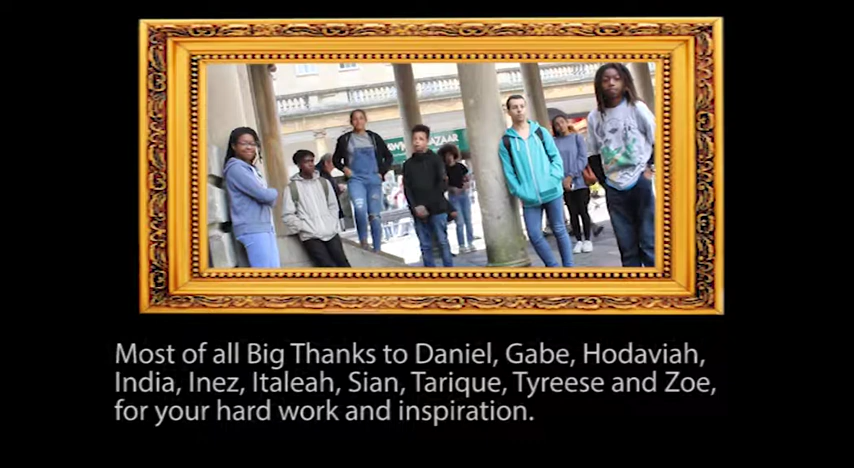 BAZAAR
Most of all Big Thanks to Daniel, Gabe, Hodaviah,
India, Inez, Italeah, Sian, Tarique, Tyreese and Zoe,
for your hard work and inspiration.